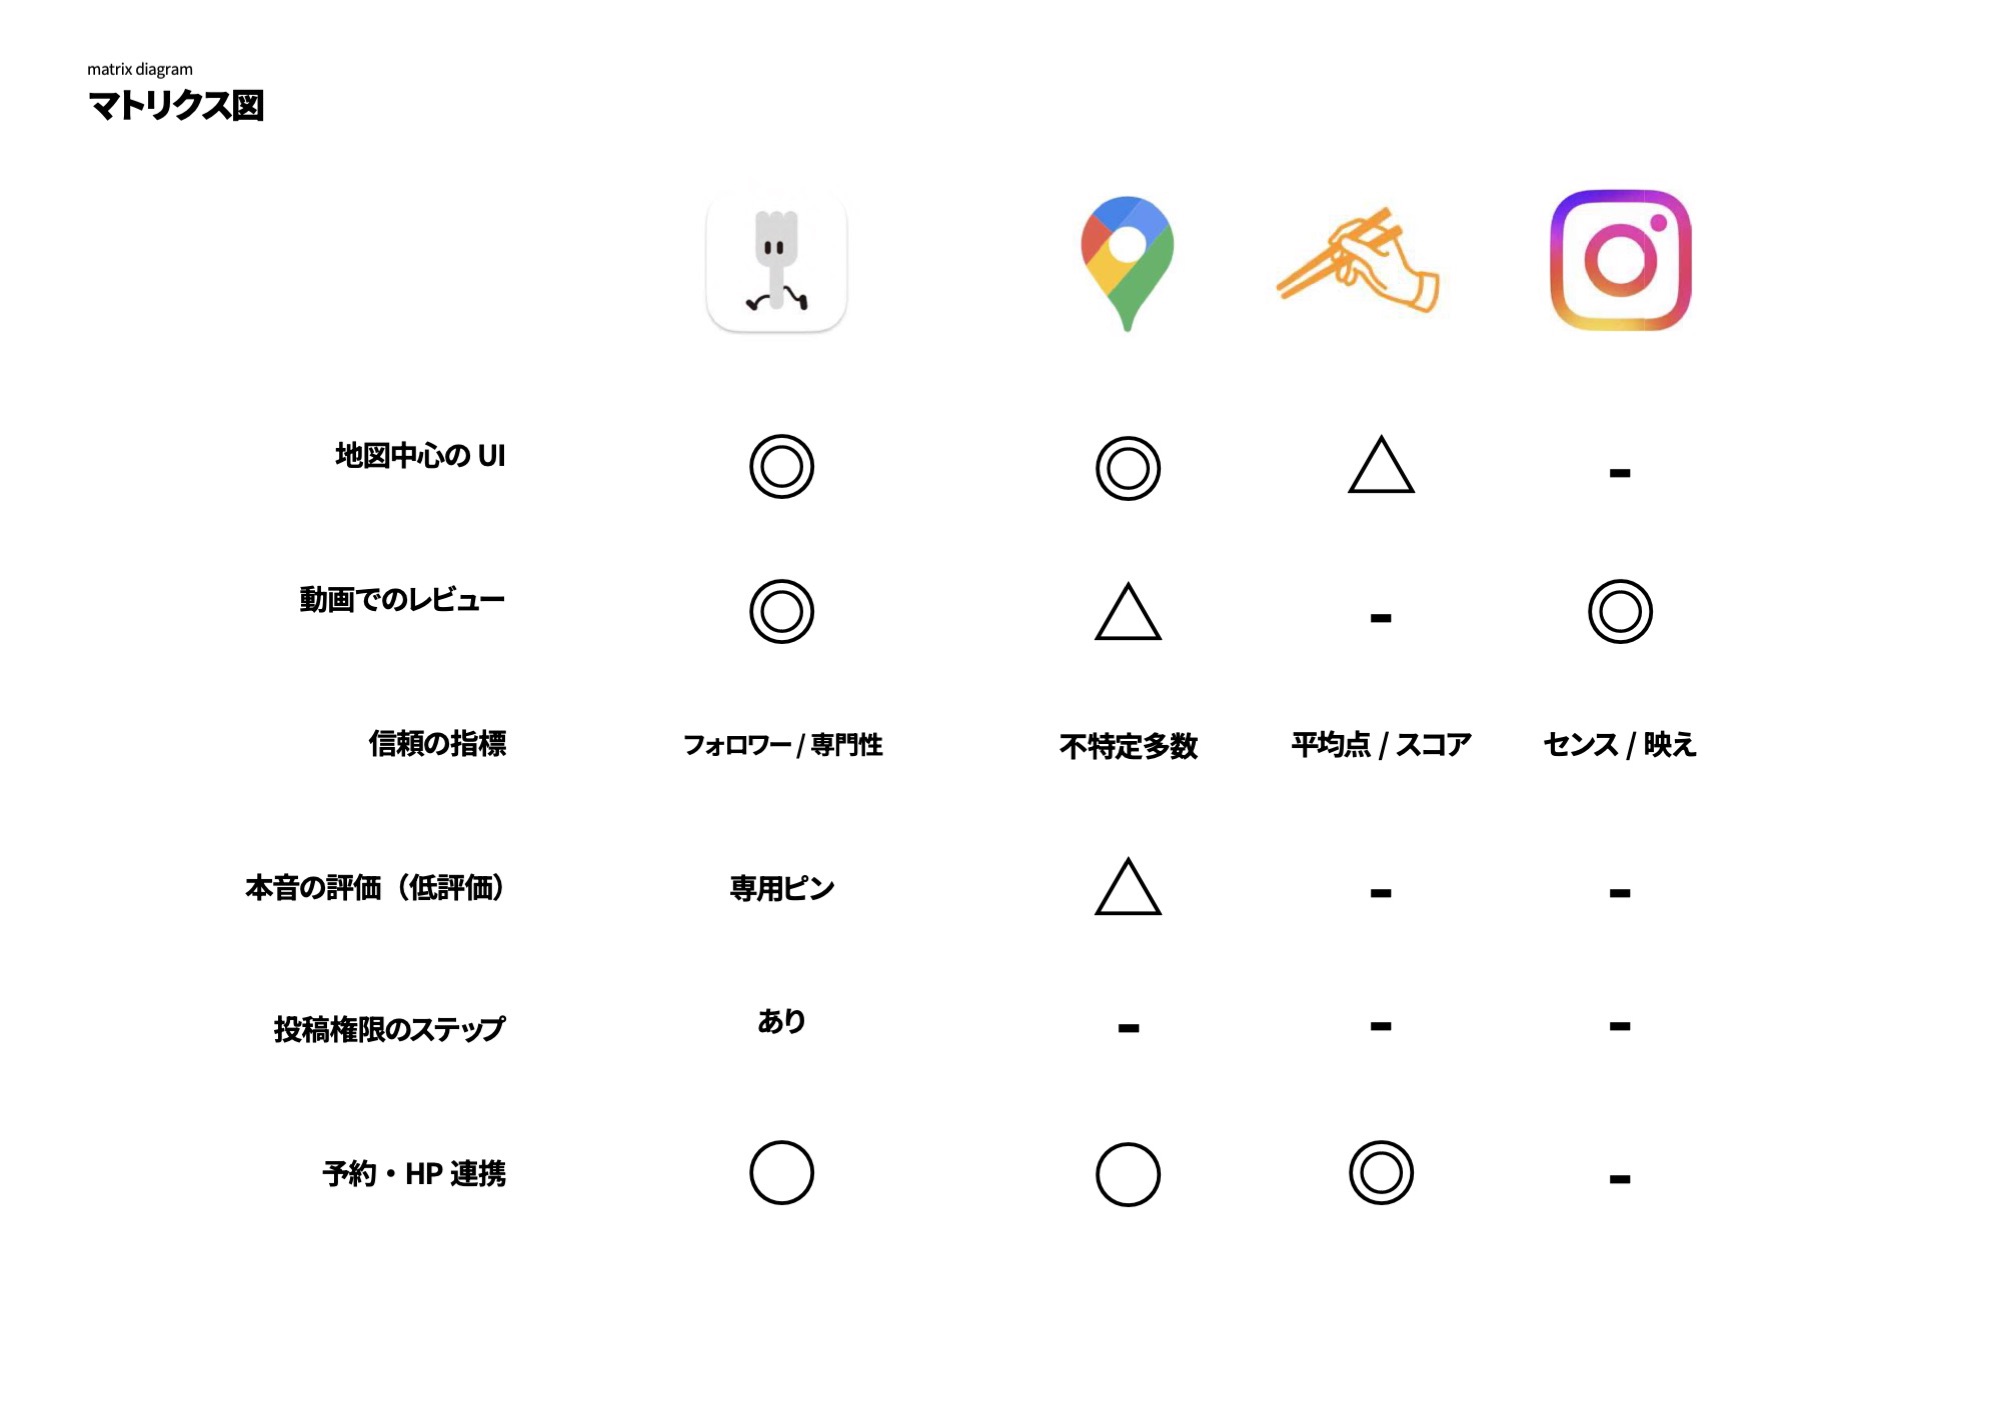 matrix diagram
マトリクス図
地図中心の UI ◎ ◎ △ -
動画でのレビュー ◎ △ - ◎
信頼の指標 フォロワー / 専門性 不特定多数 平均点 / スコア センス / 映え
本音の評価（低評価） 専用ピン △ - -
投稿権限のステップ あり - - -
予約・HP 連携 ○ ○ ◎ -